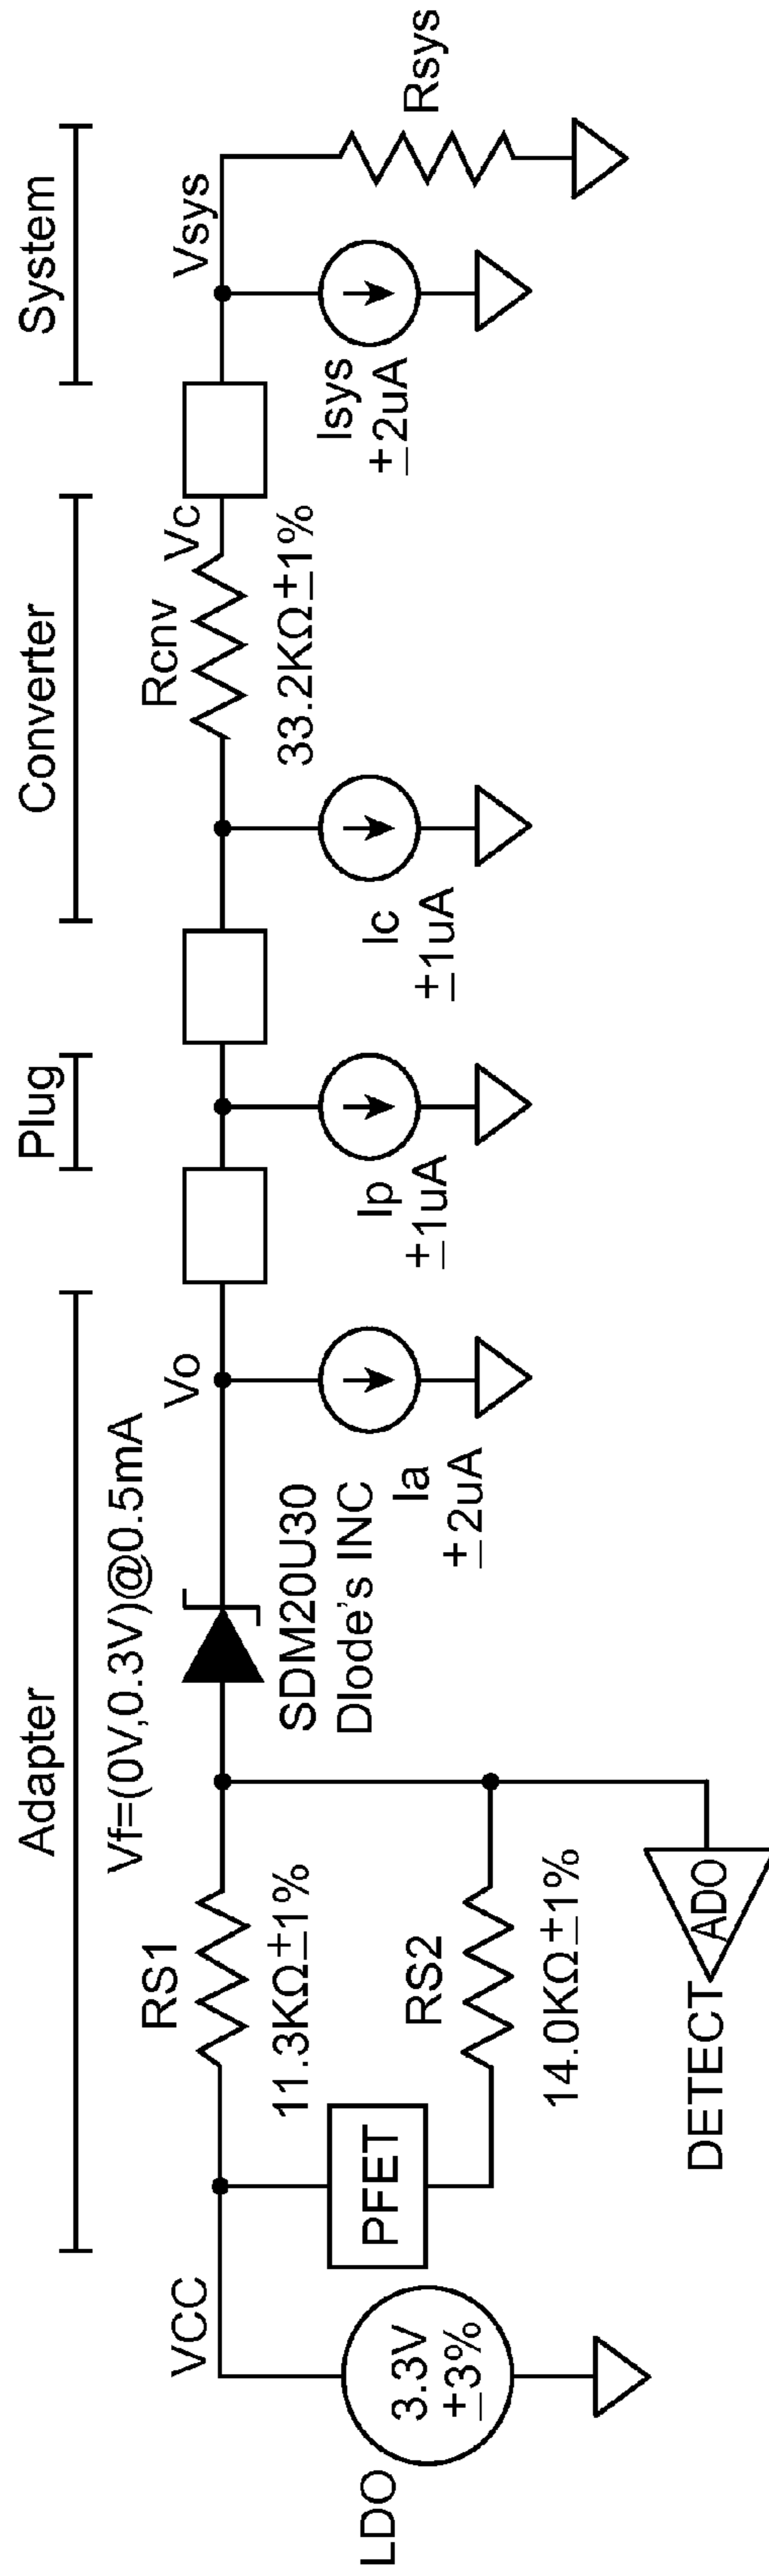 Adapter
Plug
Converter
System
Vf=(0V,0.3V)@0.5mA
VCC
RS1
11.3KΩ±1%
Vo
Rcnv
33.2KΩ±1%
Vc
Vsys
Rsys
SDM20U30
DIode's INC
LDO
3.3V
±3%
PFET
RS2
14.0KΩ±1%
Ia
±2uA
Ip
±1uA
Ic
±1uA
Isys
±2uA
DETECT
ADO